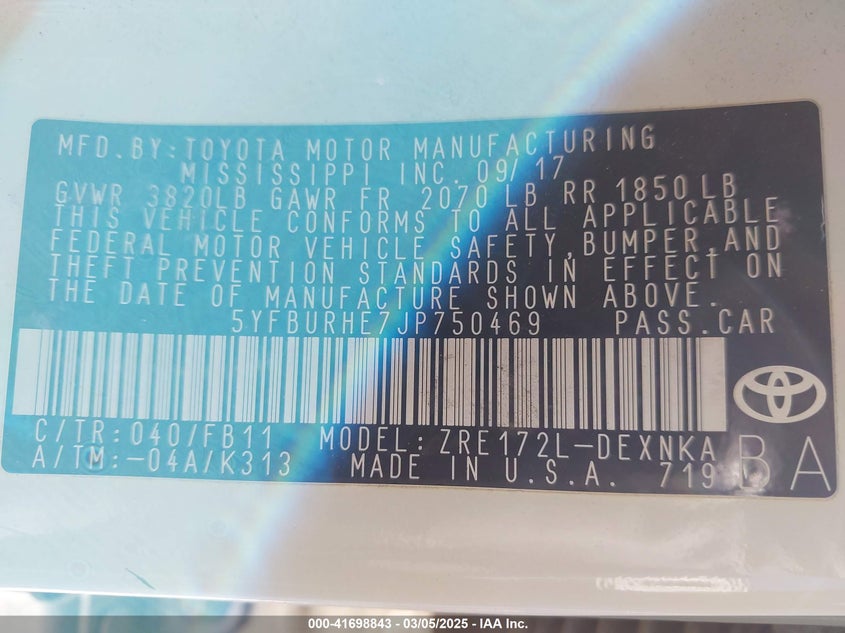 MFD.BY:TOYOTA MOTOR MANUFACTURING
MISSISSIPPI INC. 09/17
GVWR 3820LB GAWR FR 2070 LB RR 1850LB
THIS VEHICLE CONFORMS TO ALL APPLICABLE
FEDERAL MOTOR VEHICLE SAFETY,BUMPER,AND
THEFT PREVENTION STANDARDS IN EFFECT ON
THE DATE OF MANUFACTURE SHOWN ABOVE.
5YFBURHE7JP750469 PASS.CAR
C/TR:040/FB11 MODEL:ZRE172L-DEXNKA
A/TM:-04A/K313 MADE IN U.S.A. 719
BA
000-41698843 - 03/05/2025 - IAA Inc.